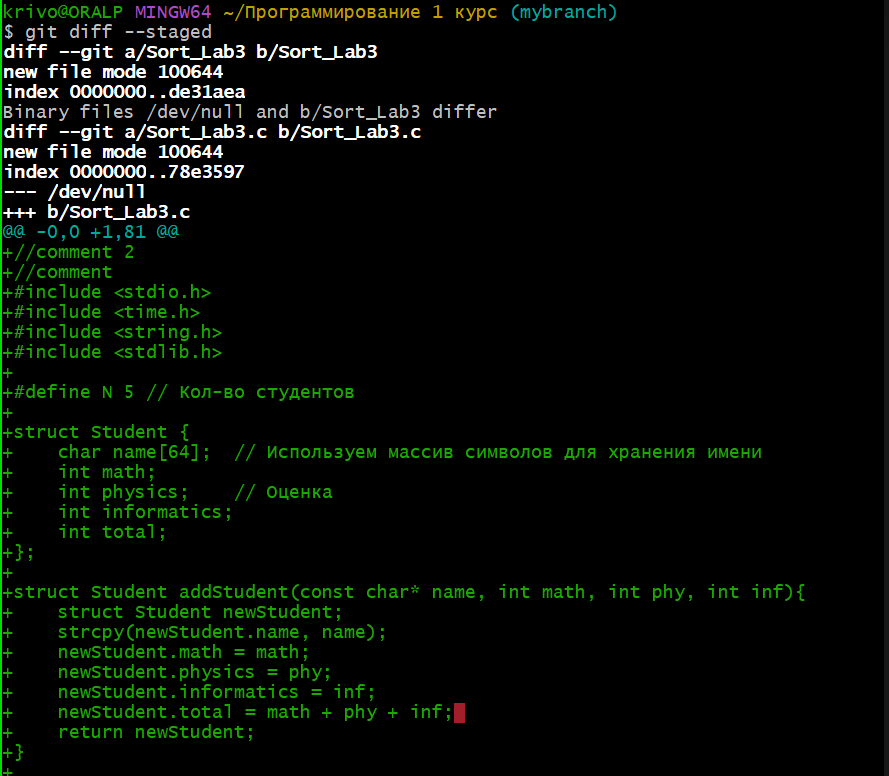 krivo@ORALP MINGW64 ~/Программирование 1 курс (mybranch)
$ git diff --staged
diff --git a/Sort_Lab3 b/Sort_Lab3
new file mode 100644
index 0000000..de31aea
Binary files /dev/null and b/Sort_Lab3 differ
diff --git a/Sort_Lab3.c b/Sort_Lab3.c
new file mode 100644
index 0000000..78e3597
--- /dev/null
+++ b/Sort_Lab3.c
@@ -0,0 +1,81 @@
+//comment 2
+//comment
+#include <stdio.h>
+#include <time.h>
+#include <string.h>
+#include <stdlib.h>
+
+#define N 5 // Кол-во студентов
+
+struct Student {
+    char name[64];  // Используем массив символов для хранения имени
+    int math;
+    int physics;    // Оценка
+    int informatics;
+    int total;
+};
+
+struct Student addStudent(const char* name, int math, int phy, int inf){
+    struct Student newStudent;
+    strcpy(newStudent.name, name);
+    newStudent.math = math;
+    newStudent.physics = phy;
+    newStudent.informatics = inf;
+    newStudent.total = math + phy + inf;
+    return newStudent;
+}
+